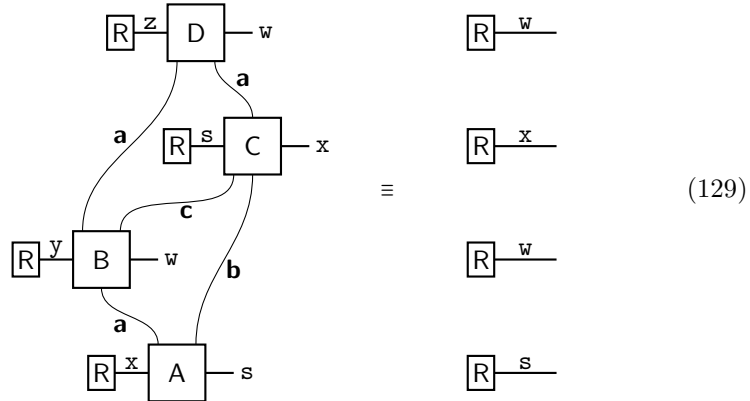 R z D w R w
a
a
R s C x R x
≡ (129)
c
R y B w R w
b
a
R x A s R s